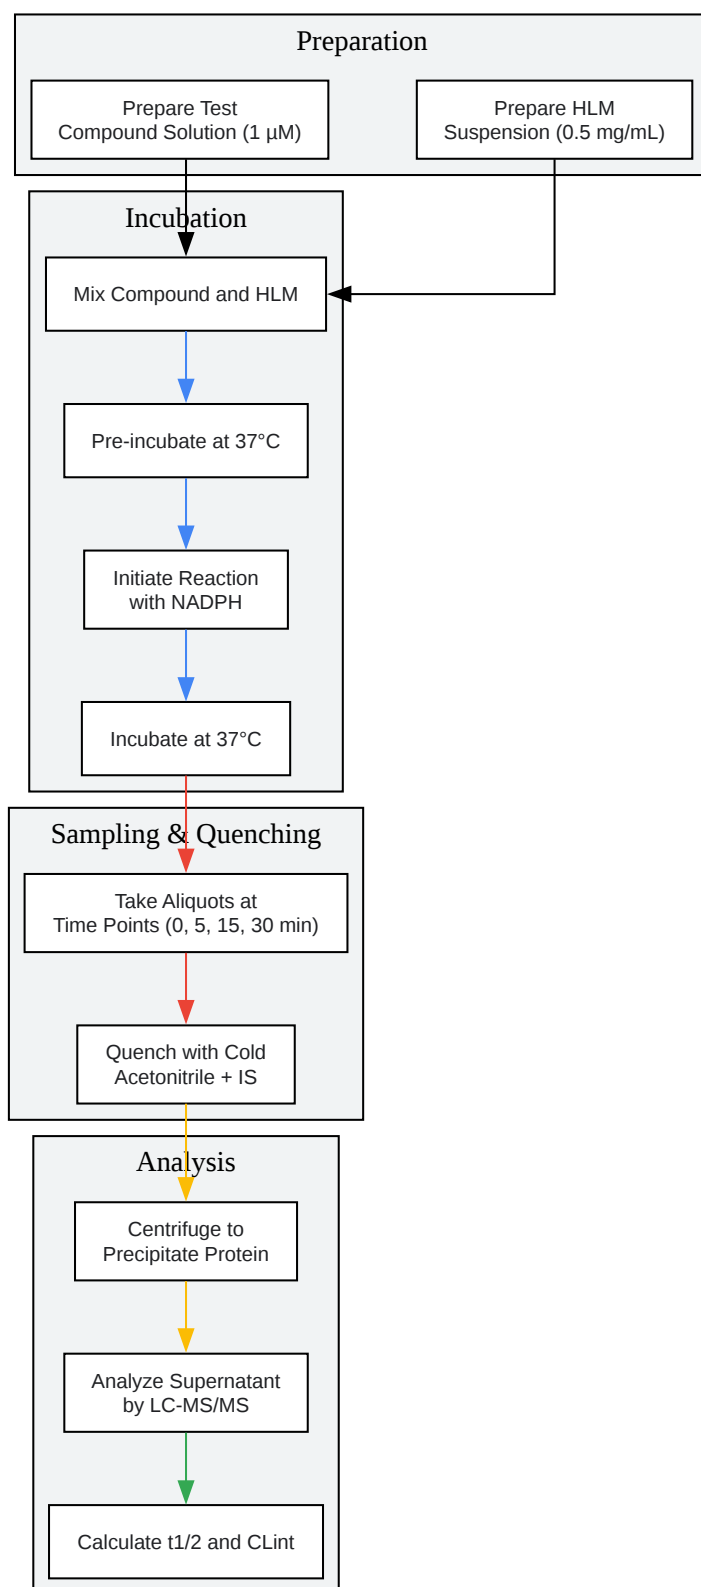 Preparation
Prepare Test
Compound Solution (1 µM)
Prepare HLM
Suspension (0.5 mg/mL)
Incubation
Mix Compound and HLM
Pre-incubate at 37°C
Initiate Reaction
with NADPH
Incubate at 37°C
Sampling & Quenching
Take Aliquots at
Time Points (0, 5, 15, 30 min)
Quench with Cold
Acetonitrile + IS
Analysis
Centrifuge to
Precipitate Protein
Analyze Supernatant
by LC-MS/MS
Calculate t1/2 and CLint